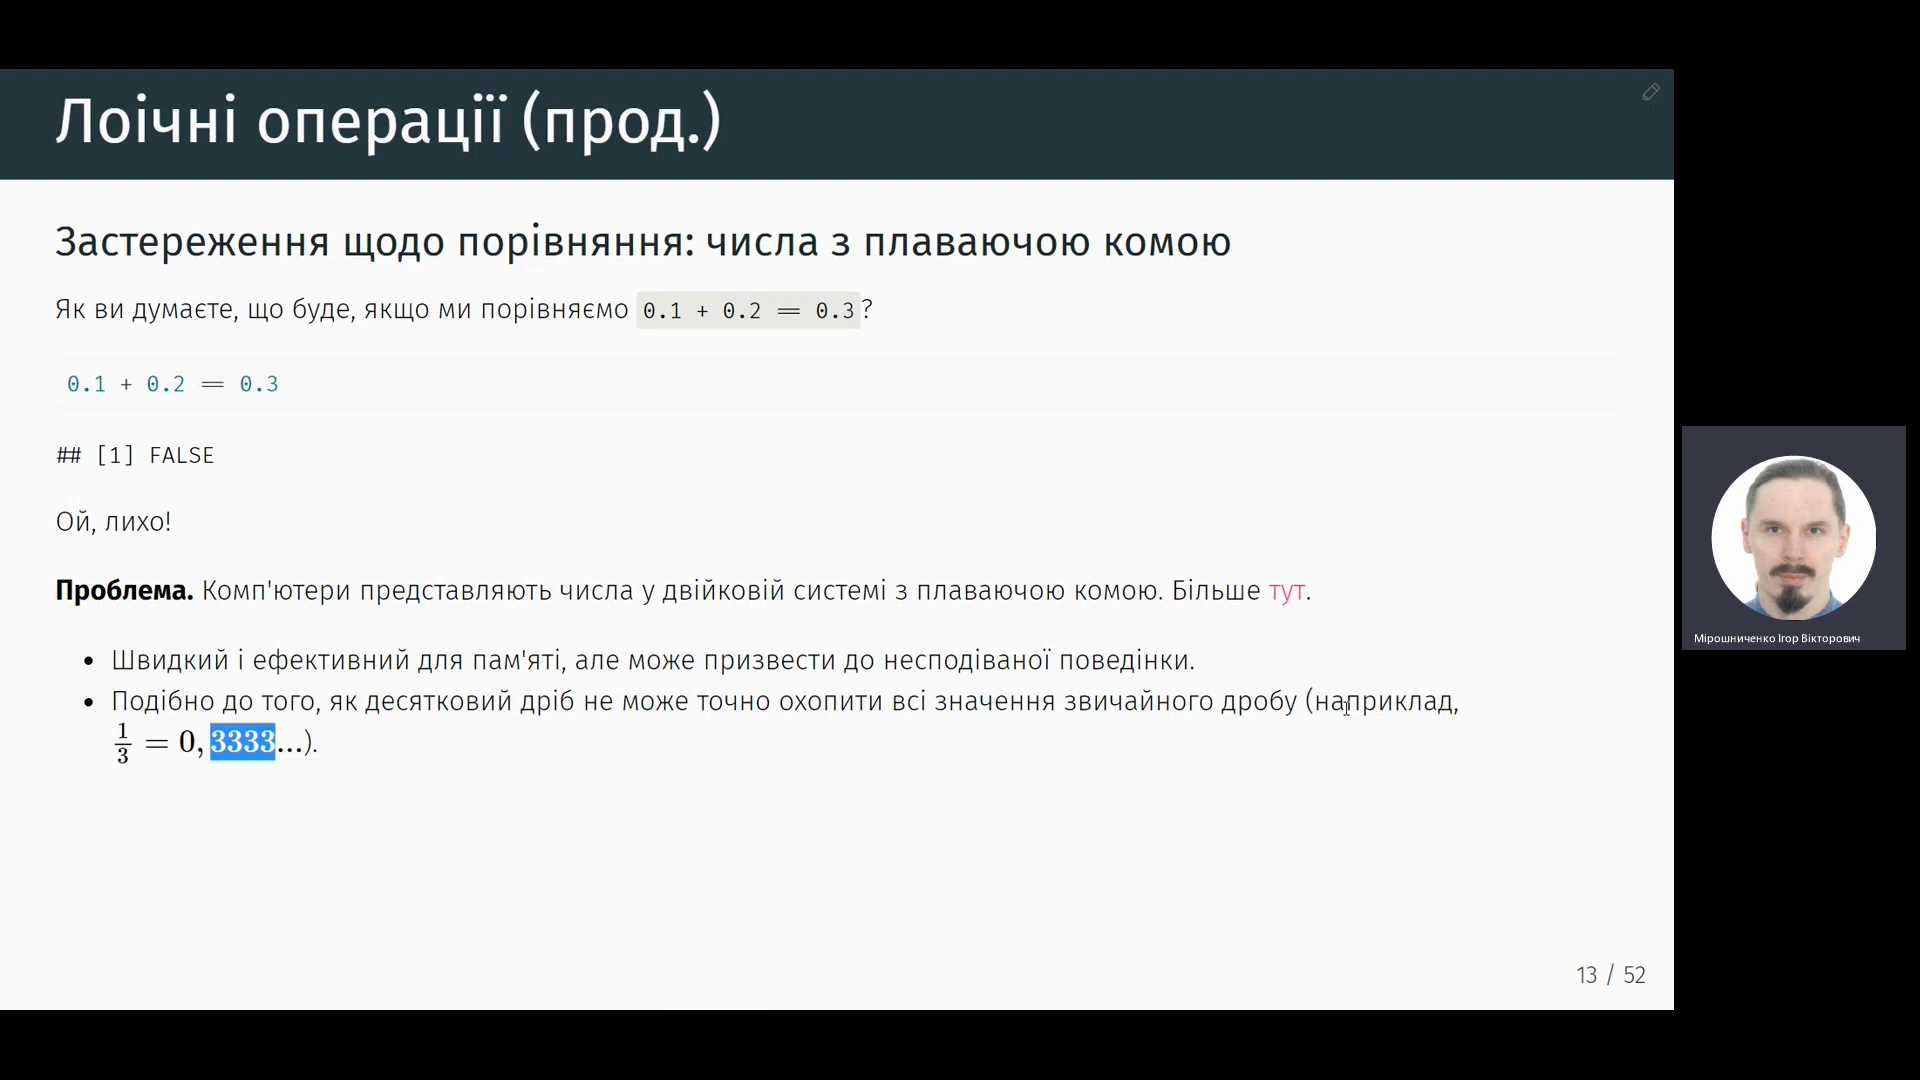 Лоічні операції (прод.)
Застереження щодо порівняння: числа з плаваючою комою
Як ви думаєте, що буде, якщо ми порівняємо 0.1 + 0.2 == 0.3?
0.1 + 0.2 == 0.3
## [1] FALSE
Ой, лихо!
Проблема. Комп'ютери представляють числа у двійковій системі з плаваючою комою. Більше тут.
• Швидкий і ефективний для пам'яті, але може призвести до несподіваної поведінки.
• Подібно до того, як десятковий дріб не може точно охопити всі значення звичайного дробу (наприклад,
1/3 = 0, 3333...).
13 / 52
Мірошниченко Ігор Вікторович